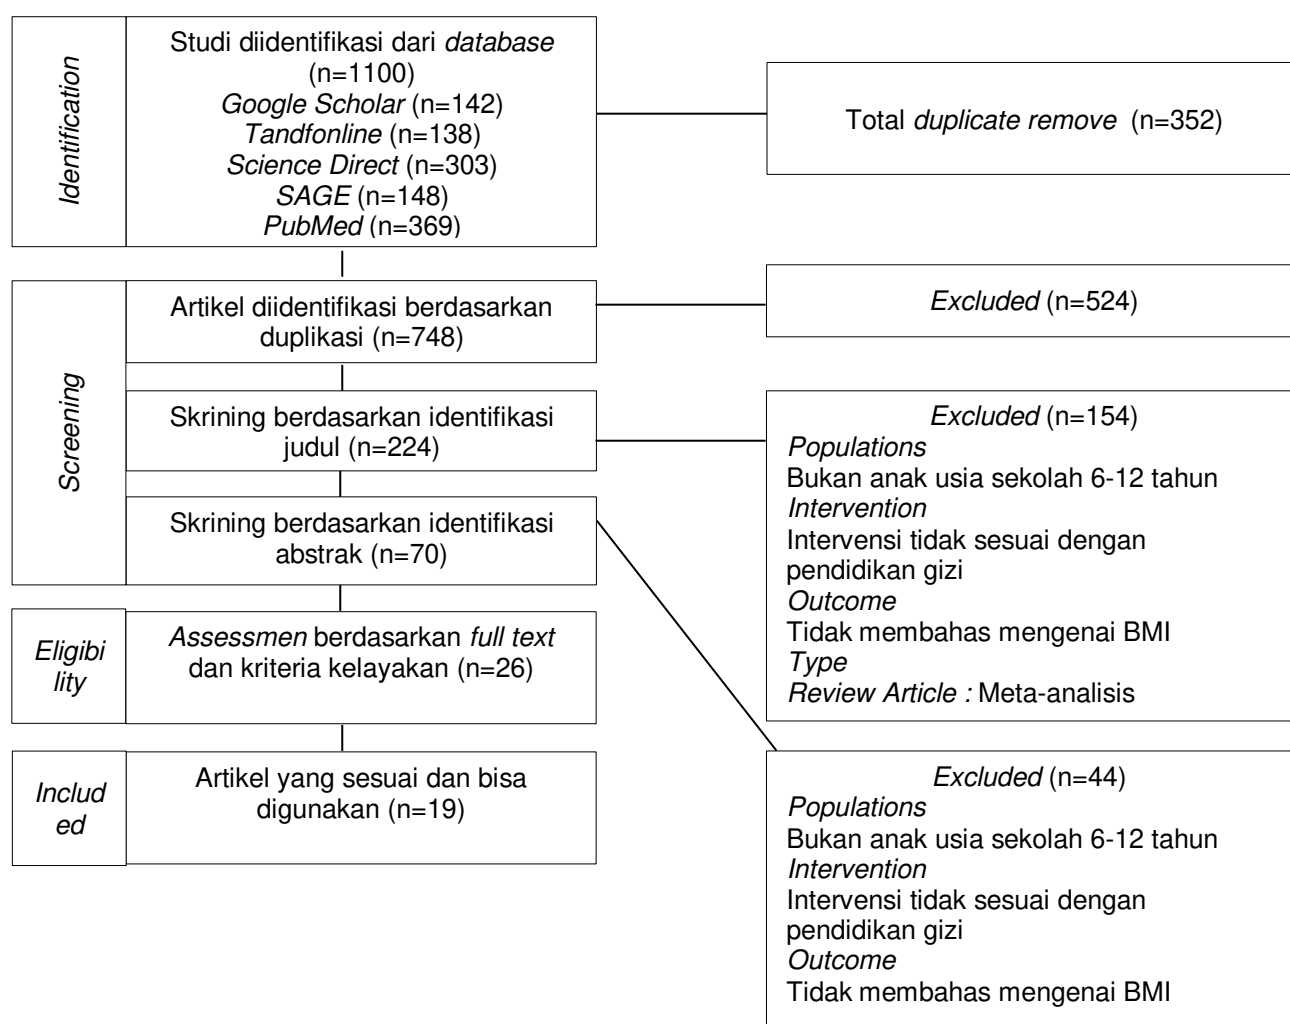 Identification
Studi diidentifikasi dari database
(n=1100)
Google Scholar (n=142)
Tandfonline (n=138)
Science Direct (n=303)
SAGE (n=148)
PubMed (n=369)
Total duplicate remove (n=352)
Screening
Artikel diidentifikasi berdasarkan
duplikasi (n=748)
Excluded (n=524)
Skrining berdasarkan identifikasi
judul (n=224)
Excluded (n=154)
Populations
Bukan anak usia sekolah 6-12 tahun
Intervention
Intervensi tidak sesuai dengan
pendidikan gizi
Outcome
Tidak membahas mengenai BMI
Type
Review Article : Meta-analisis
Skrining berdasarkan identifikasi
abstrak (n=70)
Excluded (n=44)
Populations
Bukan anak usia sekolah 6-12 tahun
Intervention
Intervensi tidak sesuai dengan
pendidikan gizi
Outcome
Tidak membahas mengenai BMI
Eligibi
lity
Assessmen berdasarkan full text
dan kriteria kelayakan (n=26)
Includ
ed
Artikel yang sesuai dan bisa
digunakan (n=19)